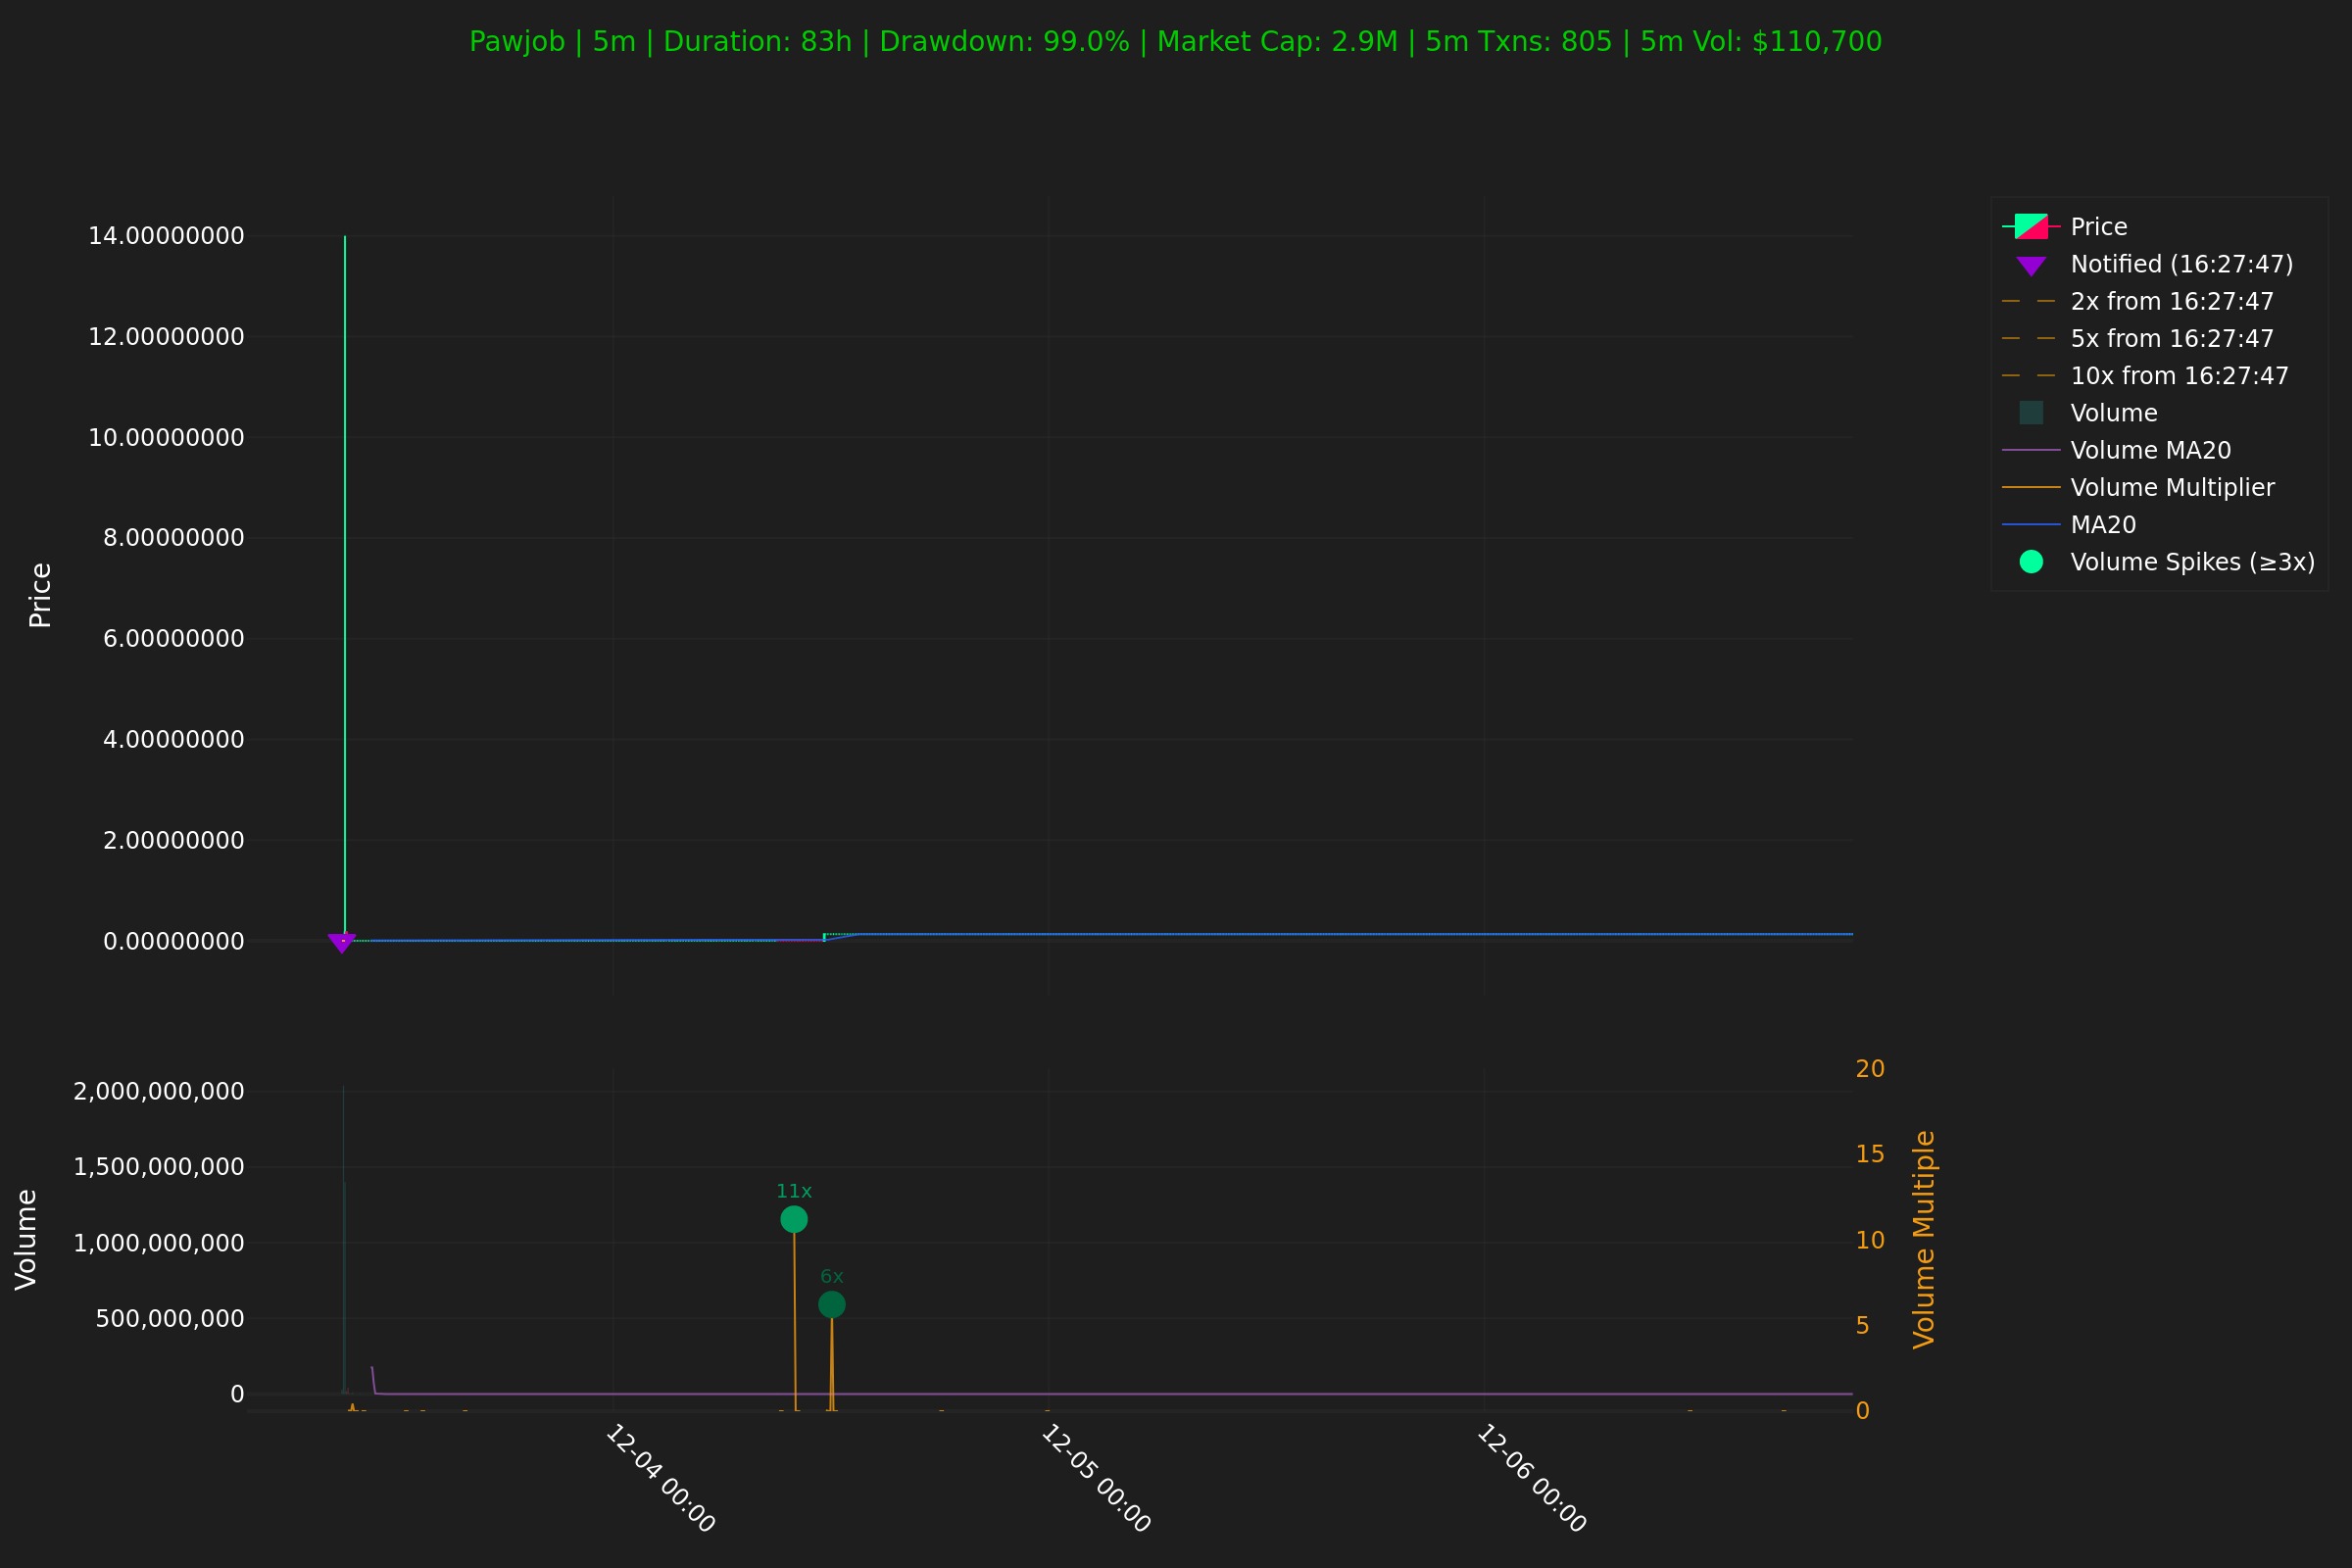 Pawjob | 5m | Duration: 83h | Drawdown: 99.0% | Market Cap: 2.9M | 5m Txns: 805 | 5m Vol: $110,700
Price
14.00000000
12.00000000
10.00000000
8.00000000
6.00000000
4.00000000
2.00000000
0.00000000
Price
Notified (16:27:47)
2x from 16:27:47
5x from 16:27:47
10x from 16:27:47
Volume
Volume MA20
Volume Multiplier
MA20
Volume Spikes (≥3x)
Volume
2,000,000,000
1,500,000,000
1,000,000,000
500,000,000
0
11x
6x
20
15
10
5
0
Volume Multiple
12-04 00:00
12-05 00:00
12-06 00:00